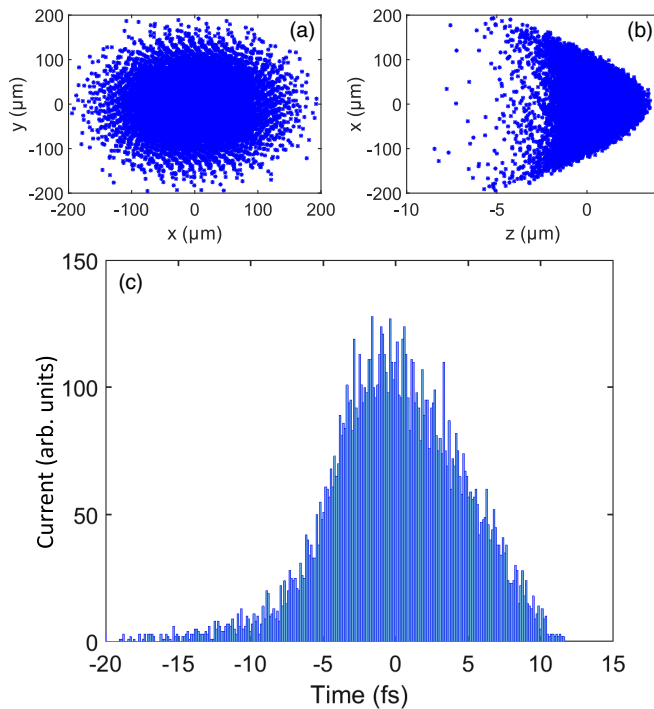 200
(a)
100
y (µm)
0
-100
-200
-200 -100 0 100 200
x (µm)
200
(b)
100
x (µm)
0
-100
-200
-10 -5 0
z (µm)
150
(c)
100
Current (arb. units)
50
0
-20 -15 -10 -5 0 5 10 15
Time (fs)